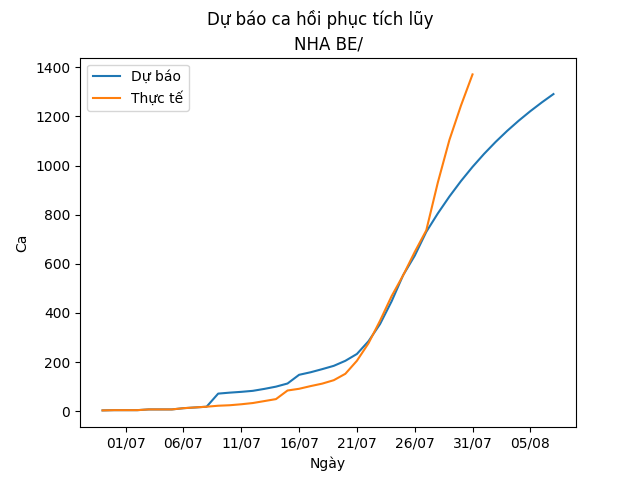 Dự báo ca hồi phục tích lũy
NHA BE/
Dự báo
Thực tế
1400
1200
1000
800
600
400
200
0
Ca
01/07 06/07 11/07 16/07 21/07 26/07 31/07 05/08
Ngày